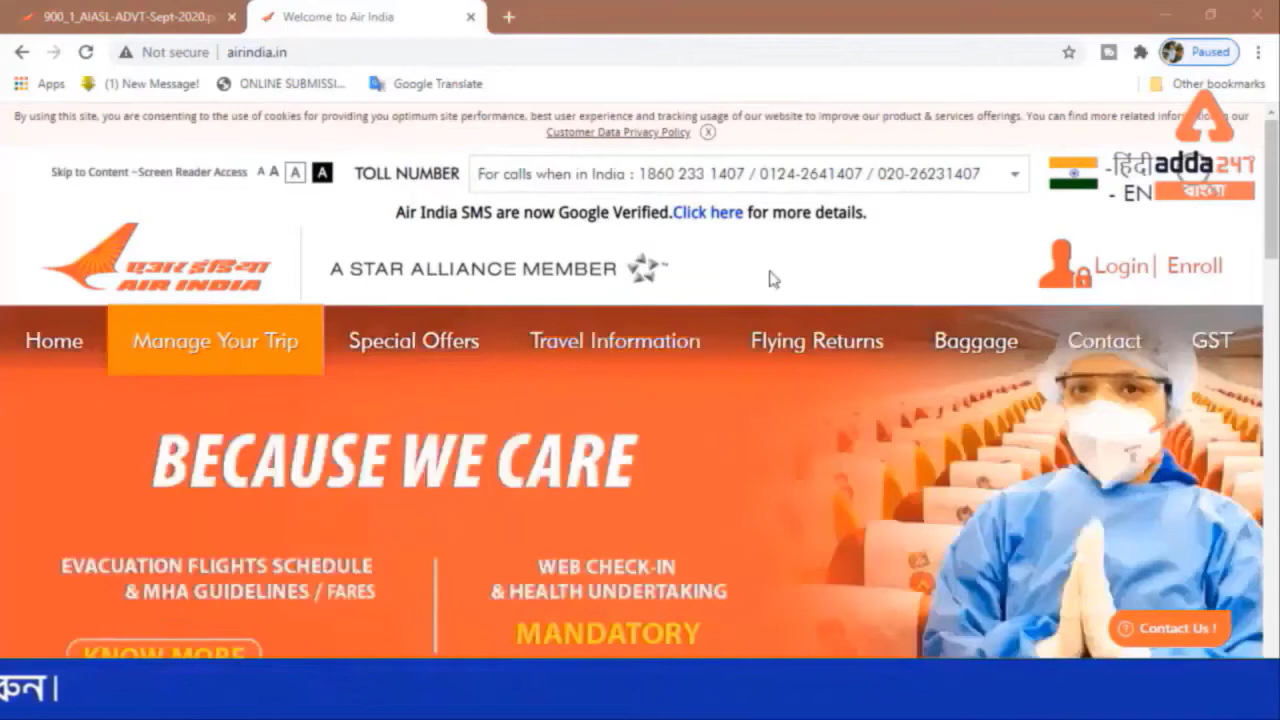 900_1_AIASL-ADVT-Sept-2020.p
Welcome to Air India
Not secure | airindia.in
Paused
Apps
(1) New Message!
ONLINE SUBMISSI...
Google Translate
Other bookmarks
By using this site, you are consenting to the use of cookies for providing you optimum site performance, best user experience and tracking usage of our website to improve our product & services offerings. You can find more related our
Customer Data Privacy Policy
Skip to Content –Screen Reader Access A A A A
TOLL NUMBER
For calls when in India : 1860 233 1407 / 0124-2641407 / 020-26231407
-हिंदी
- EN
adda247
বাংলা
Air India SMS are now Google Verified.Click here for more details.
एअर इंडिया
AIR INDIA
A STAR ALLIANCE MEMBER
Login| Enroll
Home
Manage Your Trip
Special Offers
Travel Information
Flying Returns
Baggage
Contact
GST
BECAUSE WE CARE
EVACUATION FLIGHTS SCHEDULE
& MHA GUIDELINES / FARES
KNOW MORE
WEB CHECK-IN
& HEALTH UNDERTAKING
MANDATORY
Contact Us !
রুন।